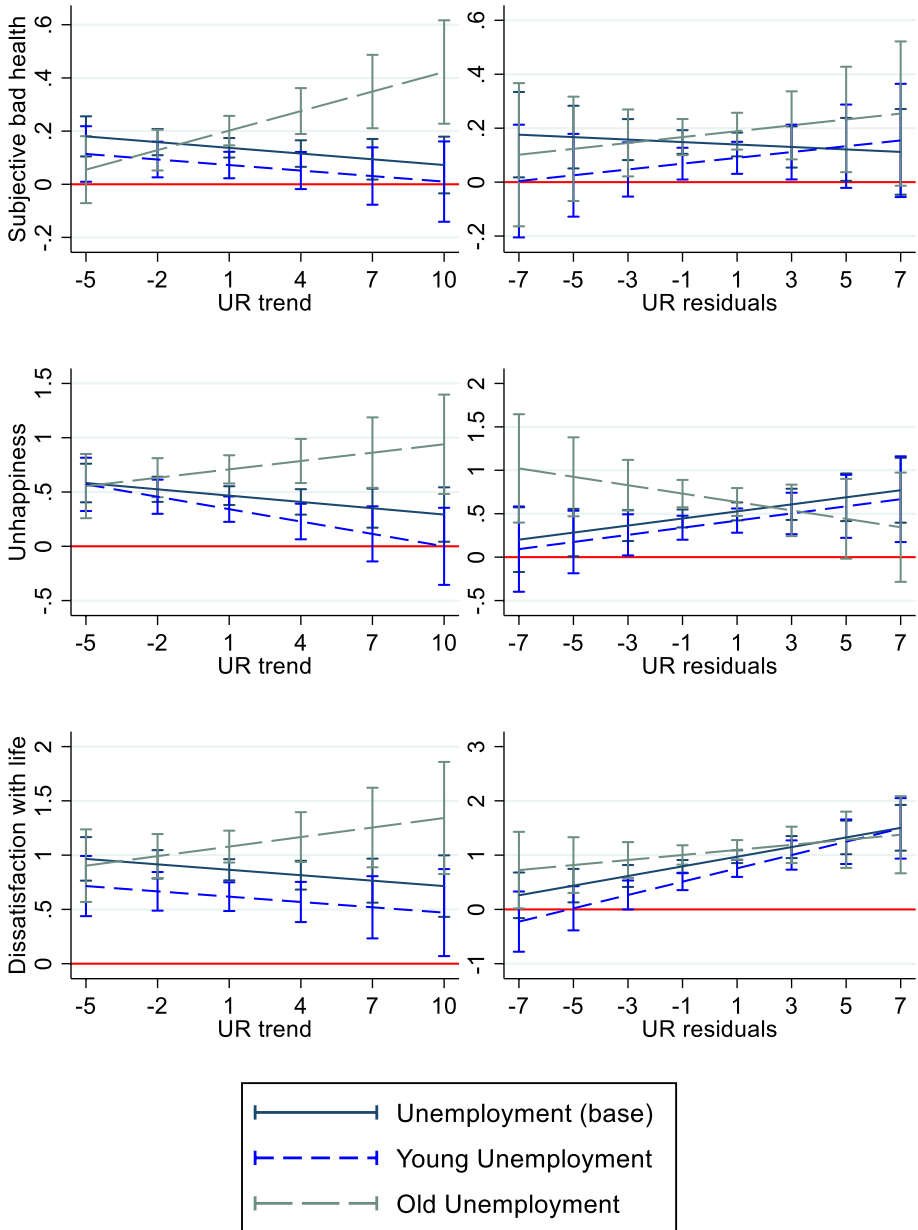 Subjective bad health
.6
.4
.2
0
-.2
-5 -2 1 4 7 10
UR trend
.6
.4
.2
0
-.2
-7 -5 -3 -1 1 3 5 7
UR residuals
Unhappiness
1.5
1
.5
0
-.5
-5 -2 1 4 7 10
UR trend
2
1.5
1
.5
0
-.5
-7 -5 -3 -1 1 3 5 7
UR residuals
Dissatisfaction with life
2
1.5
1
.5
0
-5 -2 1 4 7 10
UR trend
3
2
1
0
-1
-7 -5 -3 -1 1 3 5 7
UR residuals
Unemployment (base)
Young Unemployment
Old Unemployment